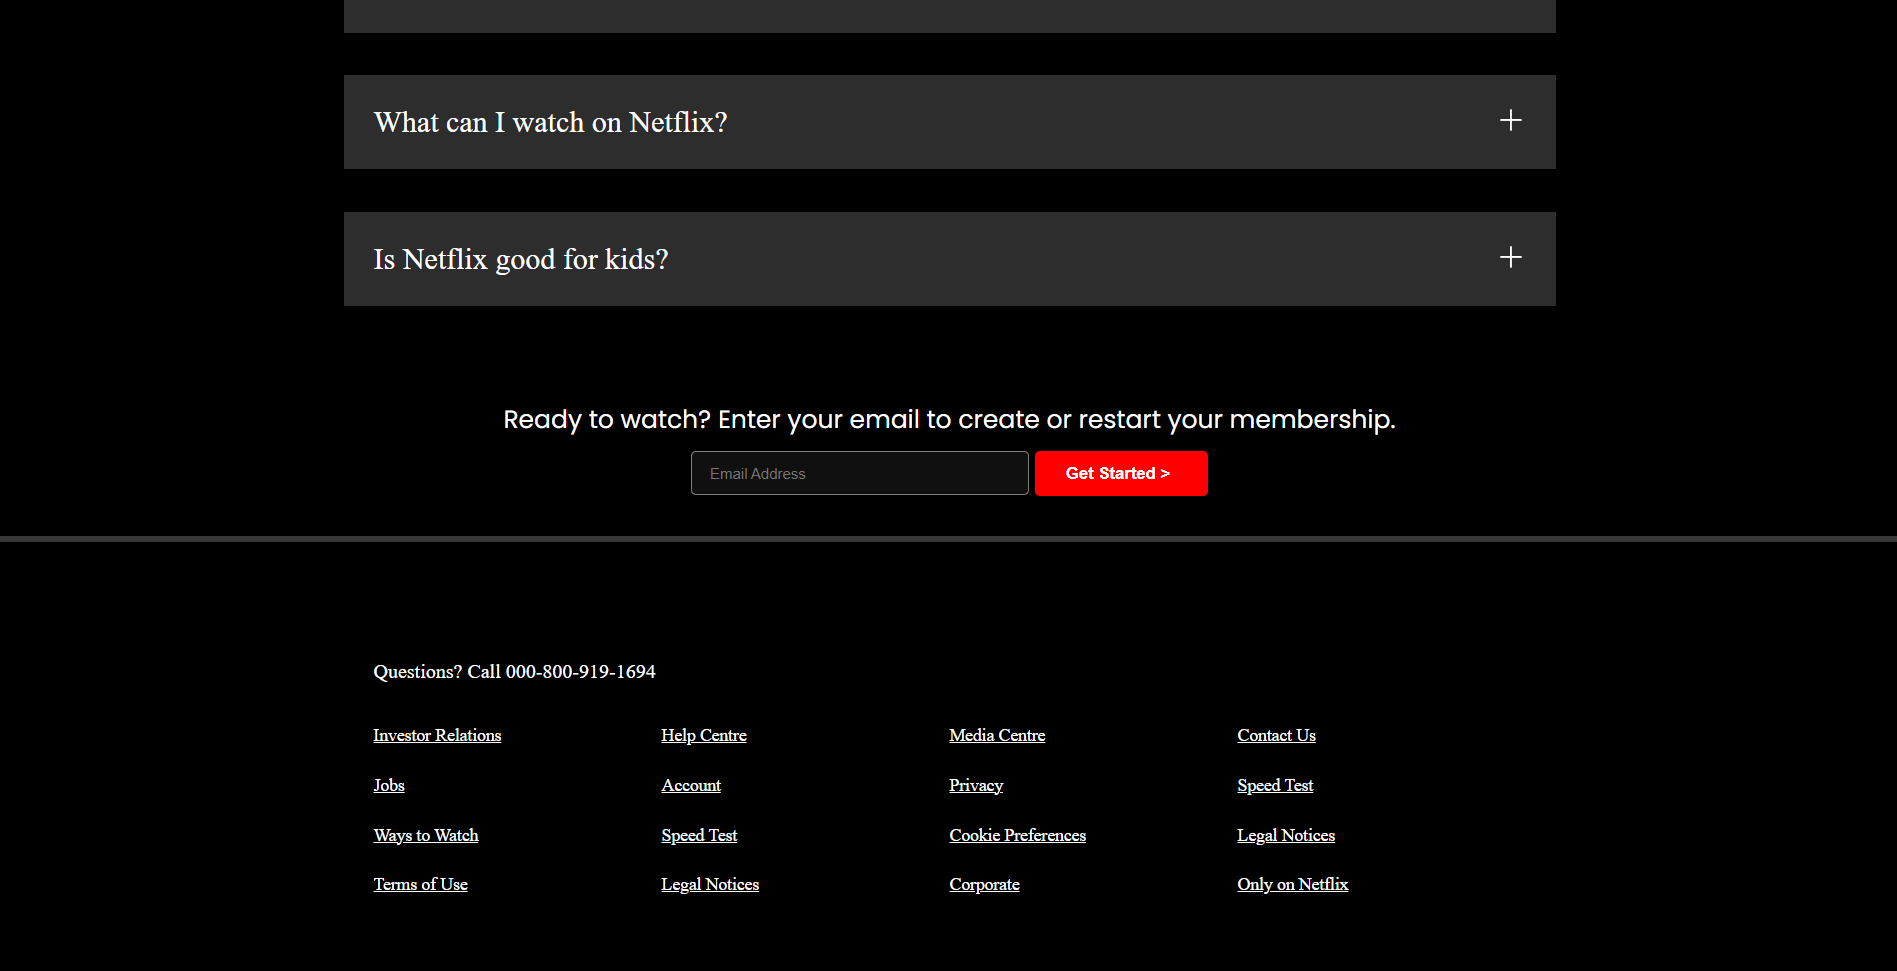 What can I watch on Netflix?
Is Netflix good for kids?
Ready to watch? Enter your email to create or restart your membership.
Email Address
Get Started >
Questions? Call 000-800-919-1694
Investor Relations
Help Centre
Media Centre
Contact Us
Jobs
Account
Privacy
Speed Test
Ways to Watch
Speed Test
Cookie Preferences
Legal Notices
Terms of Use
Legal Notices
Corporate
Only on Netflix